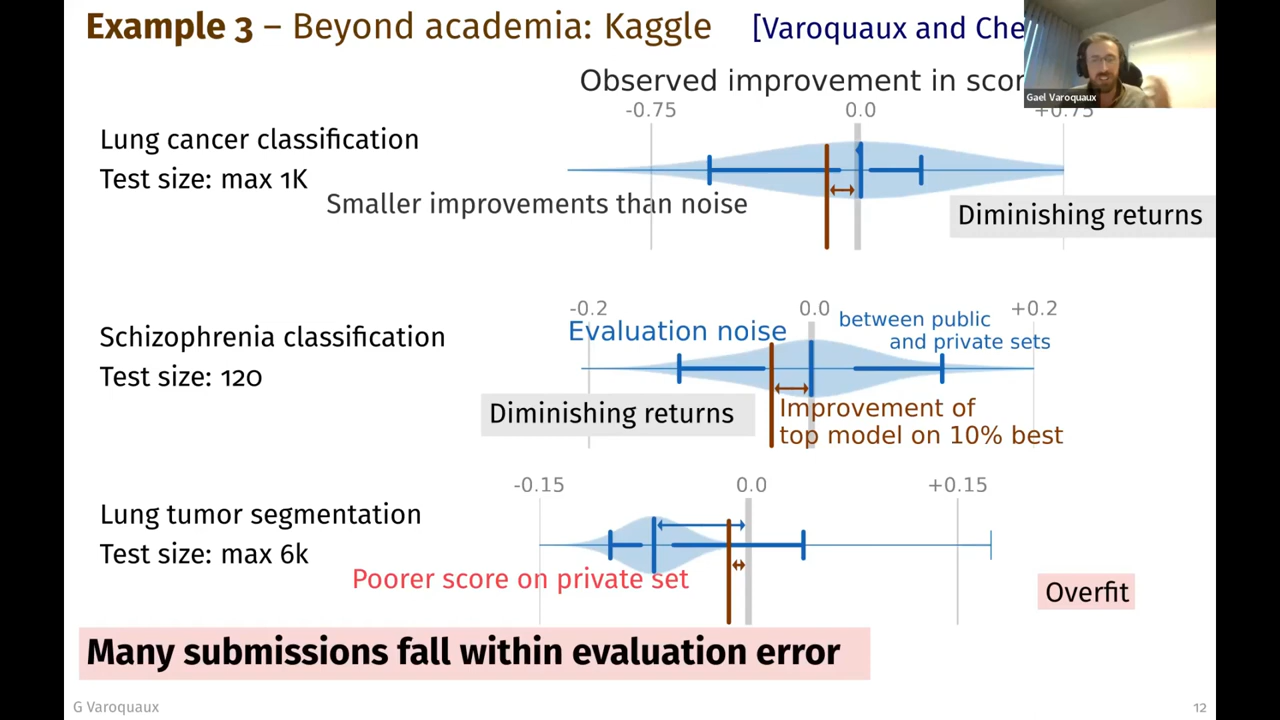 Example 3 – Beyond academia: Kaggle [Varoquaux and Che
Gael Varoquaux
Observed improvement in scor
-0.75 0.0 +0.75
Lung cancer classification
Test size: max 1K
Smaller improvements than noise
Diminishing returns
-0.2 0.0 +0.2
Evaluation noise between public
and private sets
Schizophrenia classification
Test size: 120
Diminishing returns
Improvement of
top model on 10% best
-0.15 0.0 +0.15
Lung tumor segmentation
Test size: max 6k
Poorer score on private set
Overfit
Many submissions fall within evaluation error
G Varoquaux 12